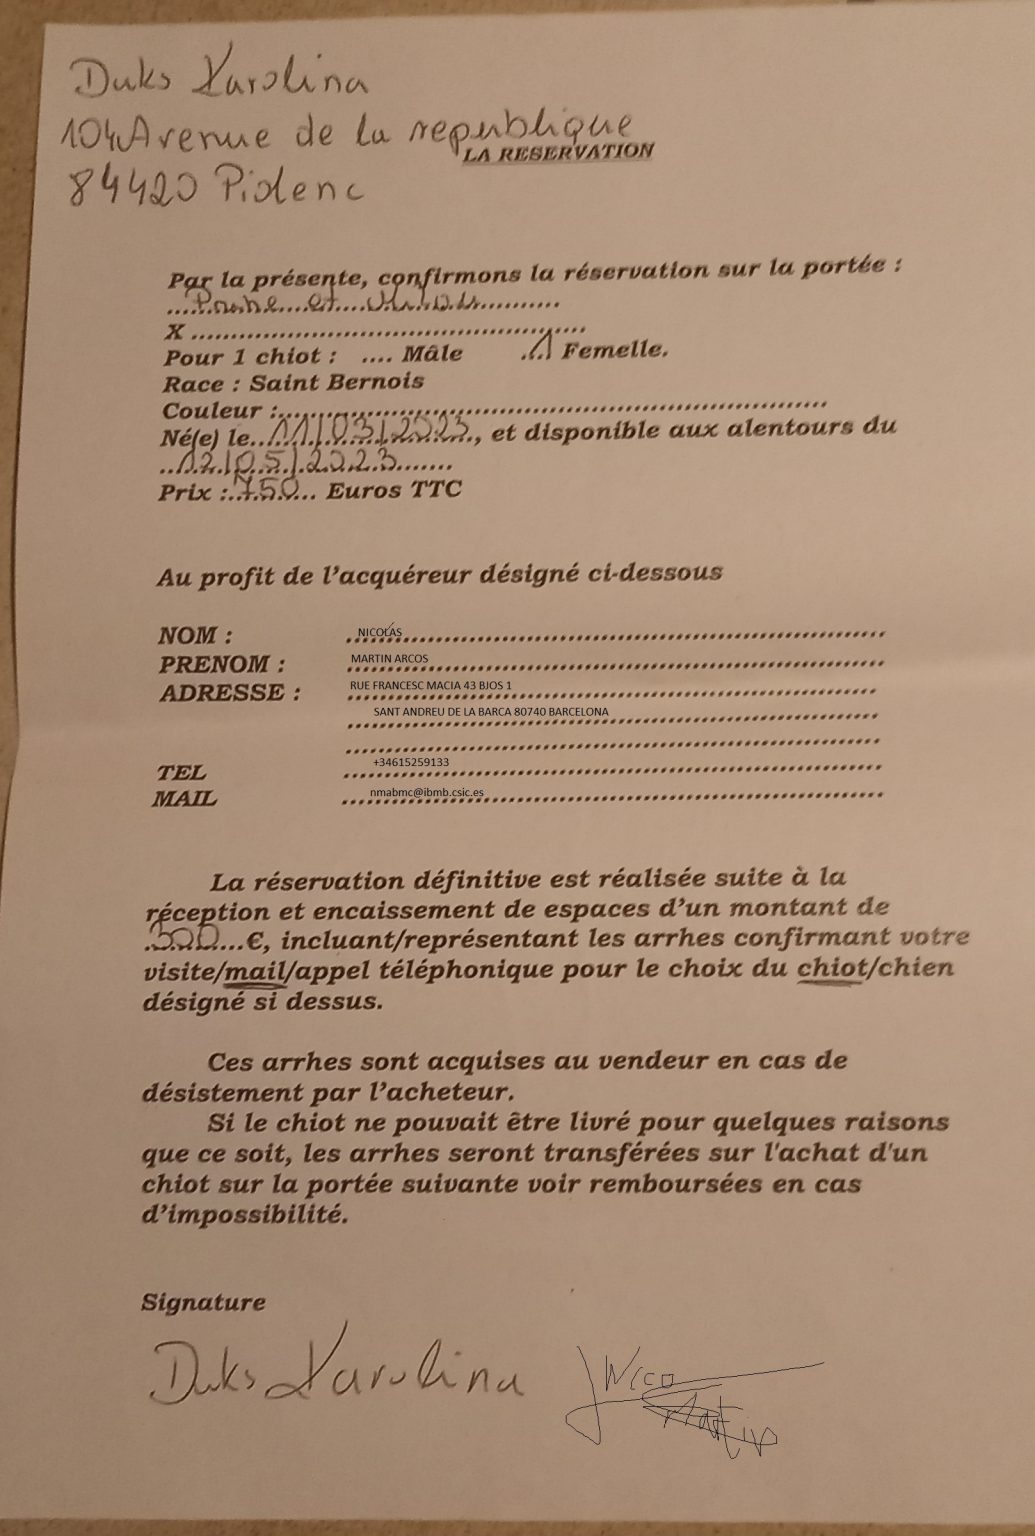 Duks Karolina
104 Avenue de la republique
LA RESERVATION
84420 Piolenc
Par la présente, confirmons la réservation sur la portée :
et
X ................................................
Pour 1 chiot : .... Mâle ...1 Femelle.
Race : Saint Bernois
Couleur :................................................
Né(e) le..11/03/2023., et disponible aux alentours du
..12/05/2023.......
Prix :..750... Euros TTC
Au profit de l'acquéreur désigné ci-dessous
NOM : NICOLÁS
PRENOM : MARTIN ARCOS
ADRESSE : RUE FRANCESC MACIA 43 BJOS 1
SANT ANDREU DE LA BARCA 80740 BARCELONA
TEL +34615259133
MAIL nmabmc@ibmb.csic.es
La réservation définitive est réalisée suite à la
réception et encaissement de espaces d'un montant de
.300...€, incluant/représentant les arrhes confirmant votre
visite/mail/appel téléphonique pour le choix du chiot/chien
désigné si dessus.
Ces arrhes sont acquises au vendeur en cas de
désistement par l'acheteur.
Si le chiot ne pouvait être livré pour quelques raisons
que ce soit, les arrhes seront transférées sur l'achat d'un
chiot sur la portée suivante voir remboursées en cas
d'impossibilité.
Signature
Duks Karolina
Nico
Martin